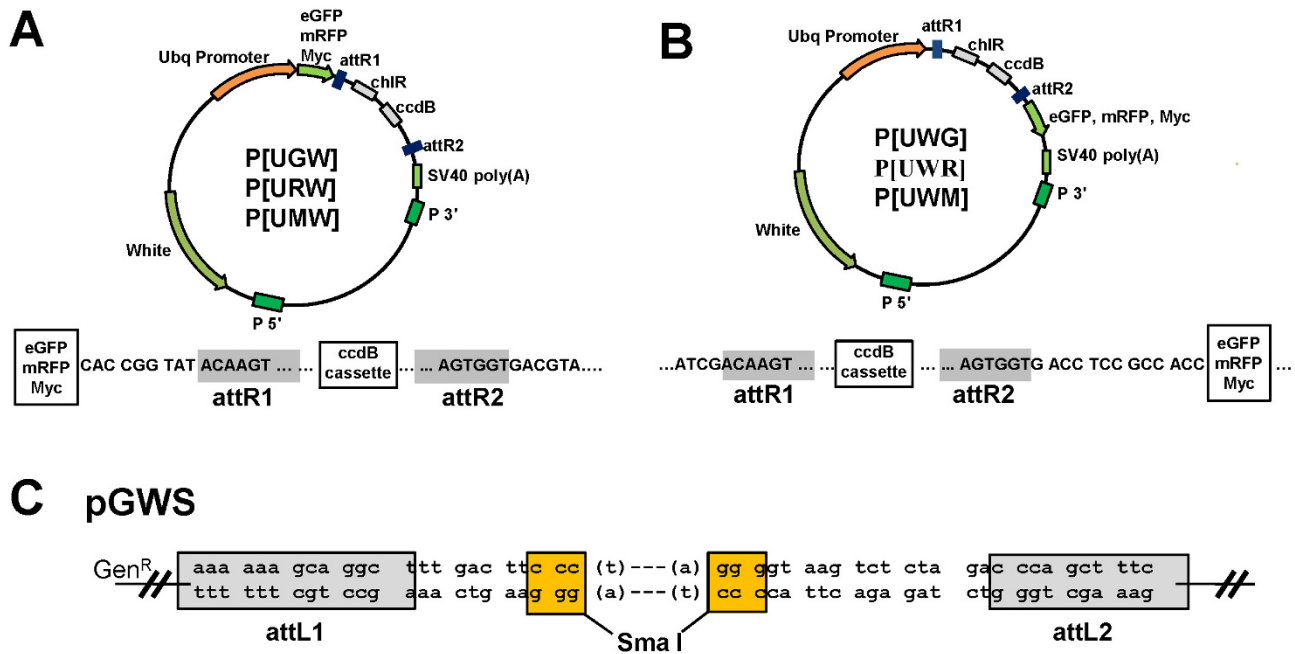 A
eGFP
mRFP
Myc
attR1
Ubq Promoter
chlR
ccdB
attR2
P[UGW]
P[URW]
P[UMW]
SV40 poly(A)
P 3'
White
P 5'
eGFP
mRFP
Myc
CAC CGG TAT ACAAGT ... ...
ccdB
cassette
... ... AGTGGTGACGTA....
attR1
attR2
B
attR1
Ubq Promoter
chlR
ccdB
attR2
eGFP, mRFP, Myc
P[UWG]
P[UWR]
P[UWM]
SV40 poly(A)
P 3'
White
P 5'
...ATCGACAAGT ... ...
ccdB
cassette
... ... AGTGGTG ACC TCC GCC ACC
eGFP
mRFP
Myc
...
attR1
attR2
C pGWS
GenR
aaa aaa gca ggc ttt gac ttc cc (t)---(a) gg ggt aag tct cta gac cca gct ttc
ttt ttt cgt ccg aaa ctg aag gg (a)---(t) cc cca ttc aga gat ctg ggt cga aag
attL1
Sma I
attL2